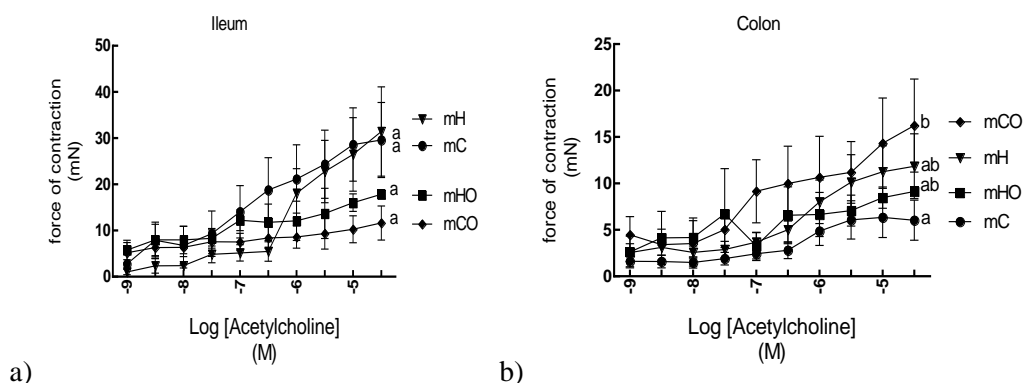 Ileum
50
40
30
20
10
0
force of contraction
(mN)
a
a
a
a
mH
mC
mHO
mCO
-9
-8
-7
-6
-5
Log [Acetylcholine]
(M)
a)
Colon
25
20
15
10
5
0
force of contraction
(mN)
b
ab
ab
a
mCO
mH
mHO
mC
-9
-8
-7
-6
-5
Log [Acetylcholine]
(M)
b)